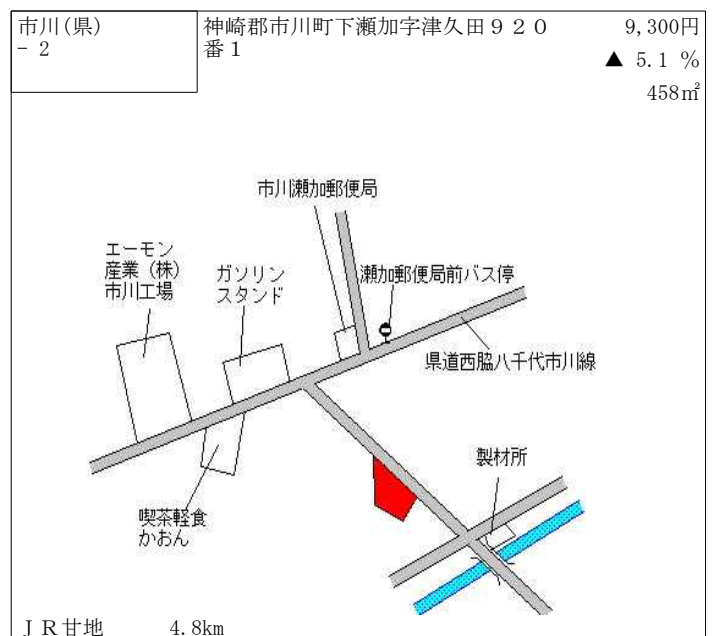 市川(県)
－2
神崎郡市川町下瀬加字津久田９２０
番１
9,300円
▲ 5.1 %
458㎡
市川瀬加郵便局
エーモン
産業（株）
市川工場
ガソリン
スタンド
瀬加郵便局前バス停
県道西脇八千代市川線
製材所
喫茶軽食
かおん
ＪＲ甘地 4.8km